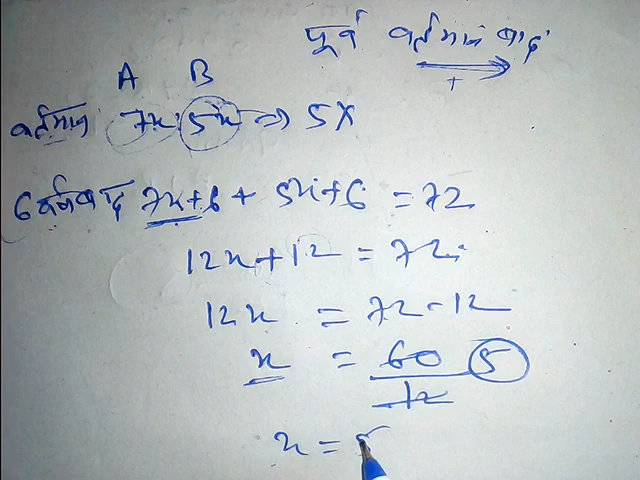 पूर्व वर्तमान बाद
+
A B
वर्तमान 7x 5x ⇒ 5x
6 वर्ष बाद 7x+6 + 5x+6 = 72
12x+12 = 72
12x = 72-12
x = 60/12 5
x = 5